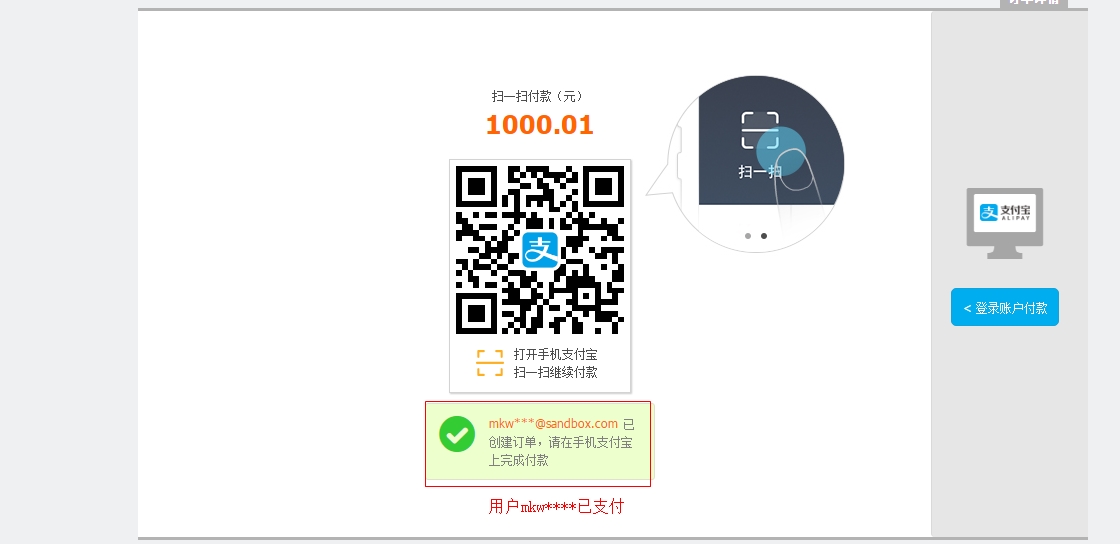 扫一扫付款（元）
1000.01
扫一扫
支
打开手机支付宝
扫一扫继续付款
mkw***@sandbox.com 已
创建订单，请在手机支付宝
上完成付款
用户mkw****已支付
支 支付宝
ALIPAY
< 登录账户付款